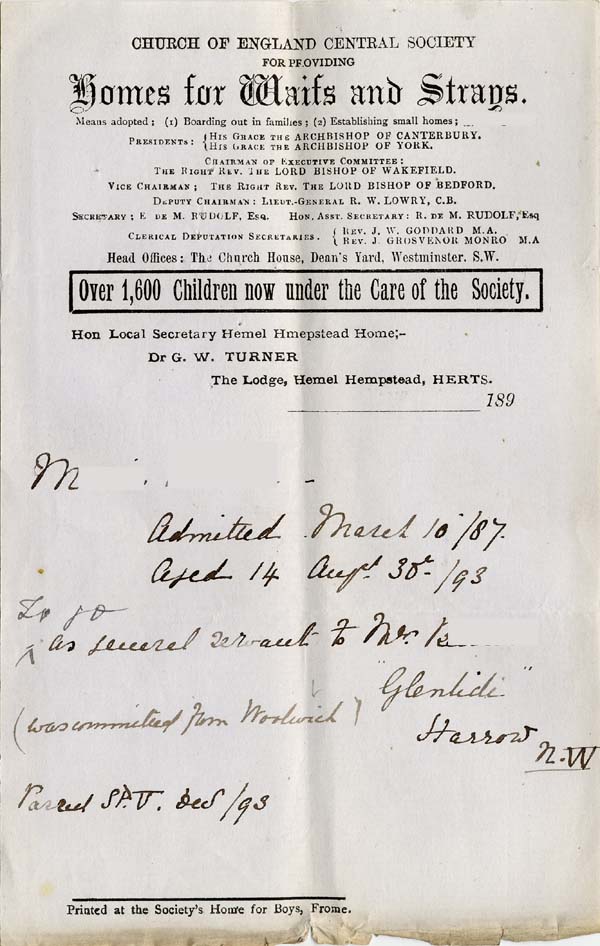 CHURCH OF ENGLAND CENTRAL SOCIETY
FOR PROVIDING
Homes for Waifs and Strays.
Means adopted; (1) Boarding out in families; (2) Establishing small homes;
PRESIDENTS: { HIS GRACE THE ARCHBISHOP OF CANTERBURY.
{ HIS GRACE THE ARCHBISHOP OF YORK.
CHAIRMAN OF EXECUTIVE COMMITTEE:
THE RIGHT REV. THE LORD BISHOP OF WAKEFIELD.
VICE CHAIRMAN; THE RIGHT REV. THE LORD BISHOP OF BEDFORD.
DEPUTY CHAIRMAN: LIEUT.-GENERAL R. W. LOWRY, C.B.
SECRETARY; E DE M. RUDOLF, ESQ. HON. ASST. SECRETARY: R. DE M. RUDOLF, Esq
CLERICAL DEPUTATION SECRETARIES. { REV. J. W. GODDARD M.A.
{ REV. J. GROSVENOR MONRO M.A
Head Offices: The Church House, Dean's Yard, Westminster. S.W.
Over 1,600 Children now under the Care of the Society.
Hon Local Secretary Hemel Hmepstead Home;-
Dr G. W. TURNER
The Lodge, Hemel Hempstead, HERTS.
189
M
Admitted March 10/87.
Aged 14 Augst 30th /93
To go
as general servant to Mrs. B
"Glenlidi"
(was committed from Woolwich)
Harrow
N.W
Passed St. V. Dec/93
Printed at the Society's Home for Boys, Frome.